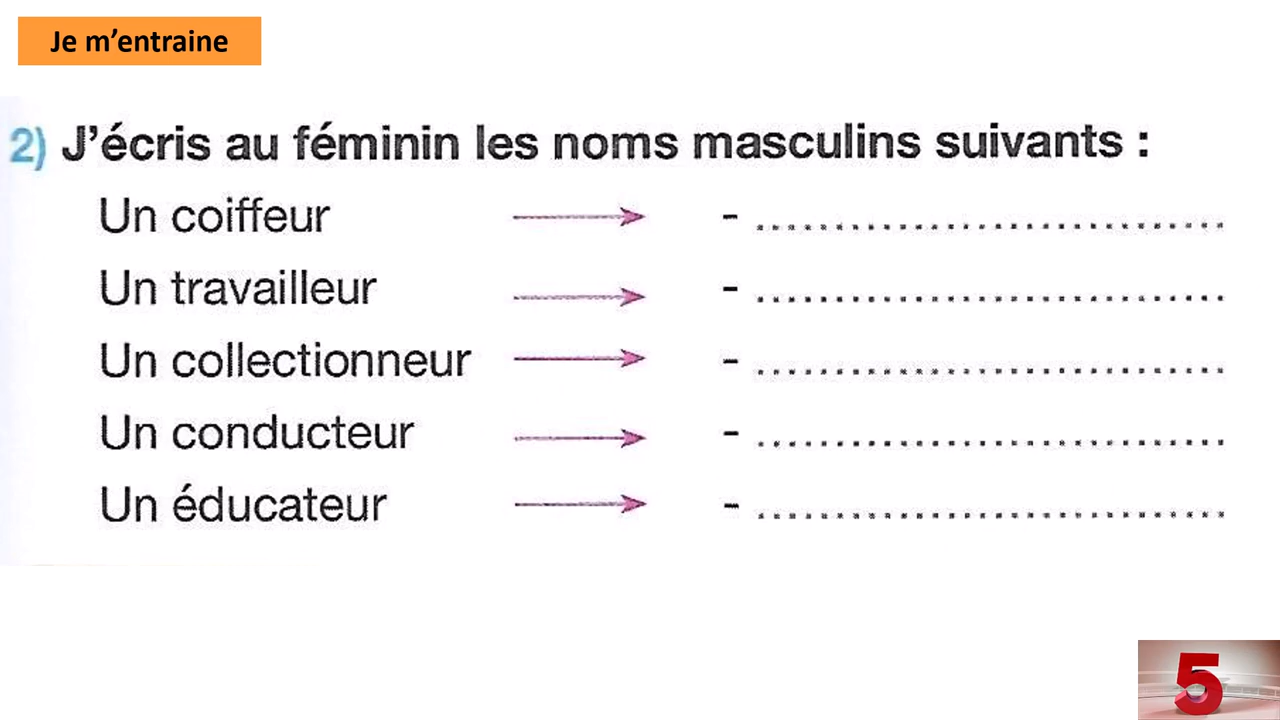 Je m’entraine
2) J’écris au féminin les noms masculins suivants :
Un coiffeur - ........................................
Un travailleur - ........................................
Un collectionneur - ........................................
Un conducteur - ........................................
Un éducateur - ........................................
5